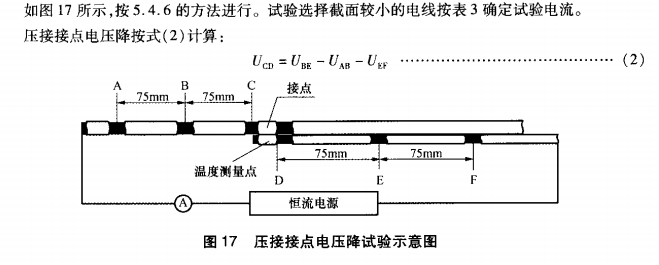 如图17所示,按5.4.6的方法进行。试验选择截面较小的电线按表3确定试验电流。
压接接点电压降按式(2)计算:
U_CD = U_BE − U_AB − U_EF ………………………………(2)
A B C 接点
75mm 75mm
75mm 75mm
温度测量点 D E F
A 恒流电源
图17 压接接点电压降试验示意图